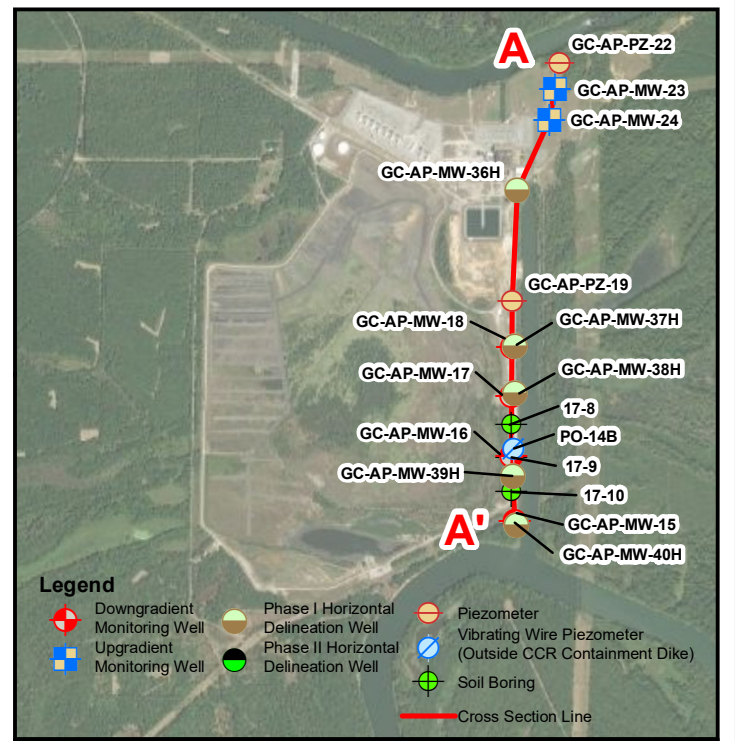 A
GC-AP-PZ-22
GC-AP-MW-23
GC-AP-MW-24
GC-AP-MW-36H
GC-AP-PZ-19
GC-AP-MW-18
GC-AP-MW-37H
GC-AP-MW-17
GC-AP-MW-38H
17-8
GC-AP-MW-16
PO-14B
17-9
GC-AP-MW-39H
17-10
A'
GC-AP-MW-15
GC-AP-MW-40H
Legend
Downgradient
Monitoring Well
Upgradient
Monitoring Well
Phase I Horizontal
Delineation Well
Phase II Horizontal
Delineation Well
Piezometer
Vibrating Wire Piezometer
(Outside CCR Containment Dike)
Soil Boring
Cross Section Line